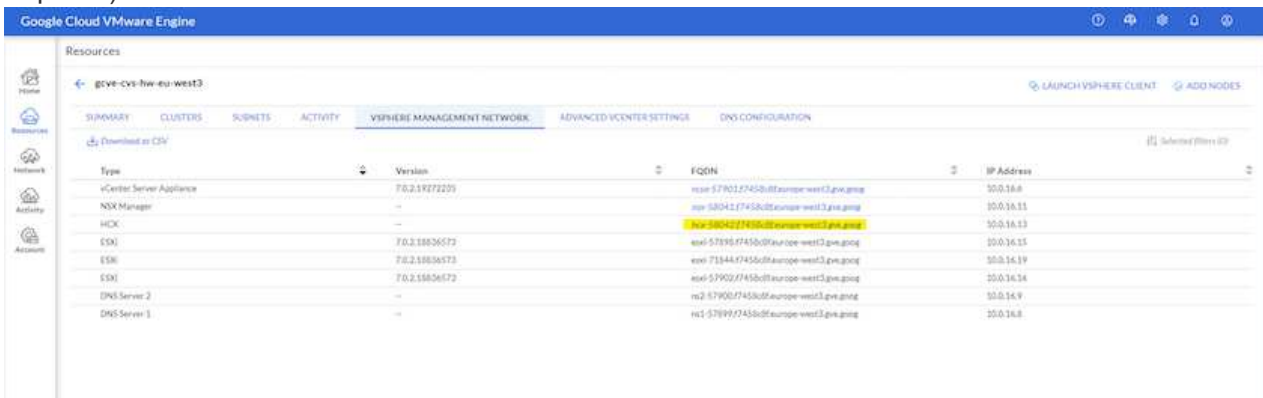 Google Cloud VMware Engine
Resources
Home
gcve-cvs-hw-eu-west3
LAUNCH VSPHERE CLIENT ADD NODES
Resources
SUMMARY CLUSTERS SUBNETS ACTIVITY VSPHERE MANAGEMENT NETWORK ADVANCED VCENTER SETTINGS DNS CONFIGURATION
Download as CSV Selected filters (0)
Network
Type Version FQDN IP Address
vCenter Server Appliance 7.0.2.19272235 10.0.16.6
Activity
NSX Manager -- 10.0.16.11
HCX -- 10.0.16.13
Account
ESXi 7.0.2.18836573 10.0.16.15
ESXi 7.0.2.18836573 10.0.16.19
ESXi 7.0.2.18836573 10.0.16.16
DNS Server 2 -- 10.0.16.9
DNS Server 1 -- 10.0.16.8